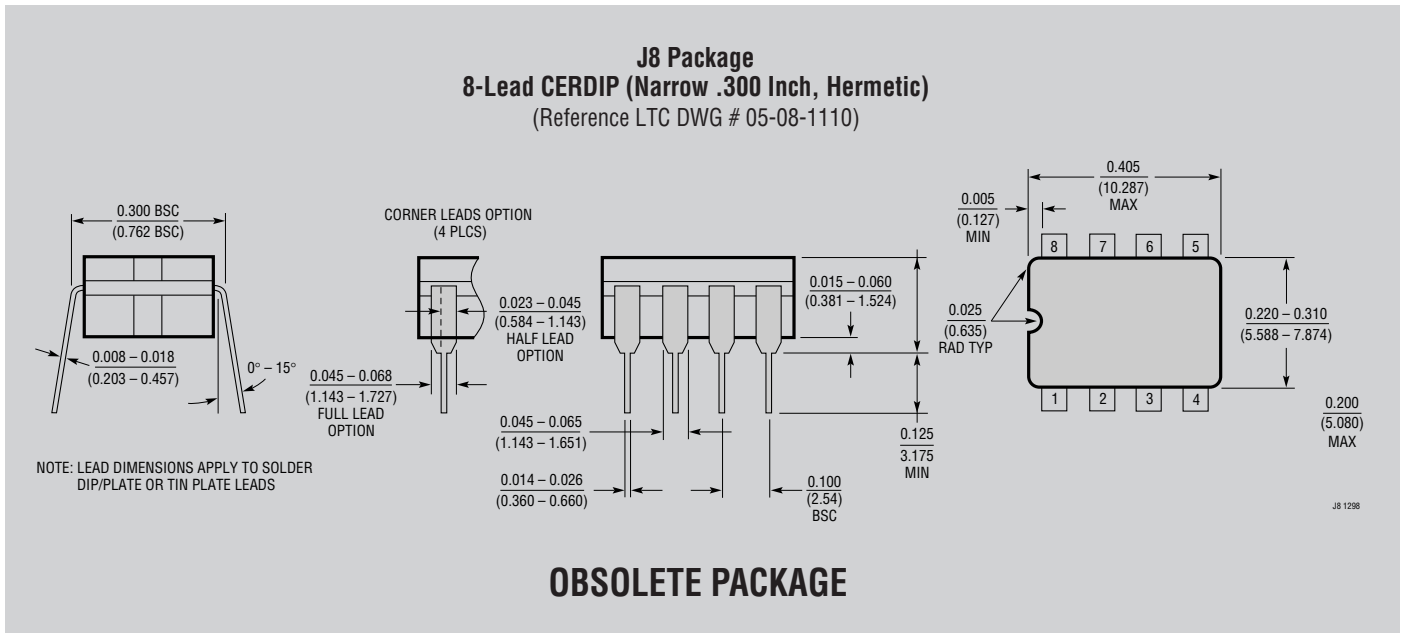 J8 Package
8-Lead CERDIP (Narrow .300 Inch, Hermetic)
(Reference LTC DWG # 05-08-1110)
0.300 BSC
(0.762 BSC)
0.008 – 0.018
(0.203 – 0.457)
0° – 15°
NOTE: LEAD DIMENSIONS APPLY TO SOLDER
DIP/PLATE OR TIN PLATE LEADS
CORNER LEADS OPTION
(4 PLCS)
0.023 – 0.045
(0.584 – 1.143)
HALF LEAD
OPTION
0.045 – 0.068
(1.143 – 1.727)
FULL LEAD
OPTION
0.015 – 0.060
(0.381 – 1.524)
0.045 – 0.065
(1.143 – 1.651)
0.014 – 0.026
(0.360 – 0.660)
0.100
(2.54)
BSC
0.125
3.175
MIN
0.005
(0.127)
MIN
0.405
(10.287)
MAX
8 7 6 5
0.025
(0.635)
RAD TYP
0.220 – 0.310
(5.588 – 7.874)
1 2 3 4
0.200
(5.080)
MAX
J8 1298
OBSOLETE PACKAGE